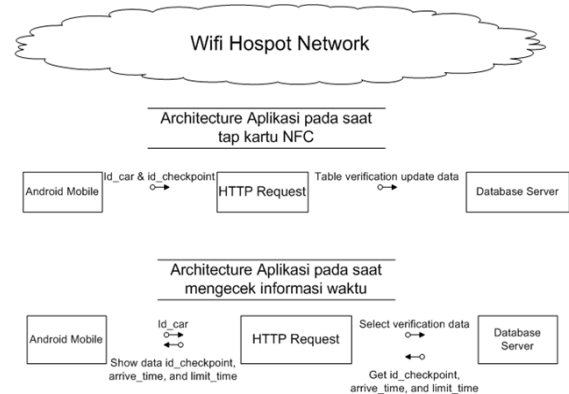 Wifi Hospot Network
Architecture Aplikasi pada saat
tap kartu NFC
Id_car & id_checkpoint
Table verification update data
Android Mobile
HTTP Request
Database Server
Architecture Aplikasi pada saat
mengecek informasi waktu
Id_car
Select verification data
Android Mobile
HTTP Request
Database
Server
Show data id_checkpoint,
arrive_time, and limit_time
Get id_checkpoint,
arrive_time, and limit_time